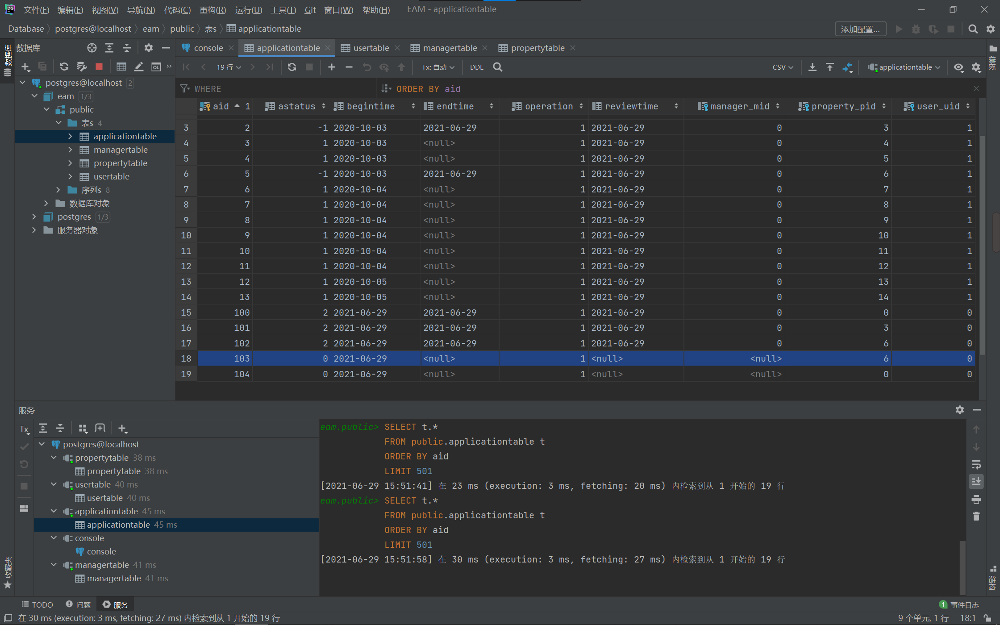 DG 文件(F) 编辑(E) 视图(V) 导航(N) 代码(C) 重构(R) 运行(U) 工具(T) Git 窗口(W) 帮助(H) EAM - applicationtable
Database postgres@localhost eam public 表s applicationtable 添加配置...
数据库
数据库
console applicationtable usertable managertable propertytable
模板
19 行 Tx: 自动 DDL CSV applicationtable
WHERE ORDER BY aid
postgres@localhost 2
eam 1/3
public
表s 4
applicationtable
managertable
propertytable
usertable
序列s 8
数据库对象
postgres 1/3
服务器对象
aid 1 astatus begintime endtime operation reviewtime manager_mid property_pid user_uid
3 2 -1 2020-10-03 2021-06-29 1 2021-06-29 0 3 1
4 3 1 2020-10-03 <null> 1 2021-06-29 0 4 1
5 4 1 2020-10-03 <null> 1 2021-06-29 0 5 1
6 5 -1 2020-10-03 2021-06-29 1 2021-06-29 0 6 1
7 6 1 2020-10-04 <null> 1 2021-06-29 0 7 1
8 7 1 2020-10-04 <null> 1 2021-06-29 0 8 1
9 8 1 2020-10-04 <null> 1 2021-06-29 0 9 1
10 9 1 2020-10-04 <null> 1 2021-06-29 0 10 1
11 10 1 2020-10-04 <null> 1 2021-06-29 0 11 1
12 11 1 2020-10-04 <null> 1 2021-06-29 0 12 1
13 12 1 2020-10-05 <null> 1 2021-06-29 0 13 1
14 13 1 2020-10-05 <null> 1 2021-06-29 0 14 1
15 100 2 2021-06-29 2021-06-29 1 2021-06-29 0 0 0
16 101 2 2021-06-29 2021-06-29 1 2021-06-29 0 3 0
17 102 2 2021-06-29 2021-06-29 1 2021-06-29 0 6 0
18 103 0 2021-06-29 <null> 1 <null> <null> 6 0
19 104 0 2021-06-29 <null> 1 <null> <null> 0 0
服务
Tx
postgres@localhost
propertytable 38 ms
propertytable 38 ms
usertable 40 ms
usertable 40 ms
applicationtable 45 ms
applicationtable 45 ms
console
console
managertable 41 ms
managertable 41 ms
eam.public> SELECT t.*
FROM public.applicationtable t
ORDER BY aid
LIMIT 501
[2021-06-29 15:51:41] 在 23 ms (execution: 3 ms, fetching: 20 ms) 内检索到从 1 开始的 19 行
eam.public> SELECT t.*
FROM public.applicationtable t
ORDER BY aid
LIMIT 501
[2021-06-29 15:51:58] 在 30 ms (execution: 3 ms, fetching: 27 ms) 内检索到从 1 开始的 19 行
收藏夹
结构
TODO 问题 服务 1 事件日志
在 30 ms (execution: 3 ms, fetching: 27 ms) 内检索到从 1 开始的 19 行 9 个单元, 1 行 18:1